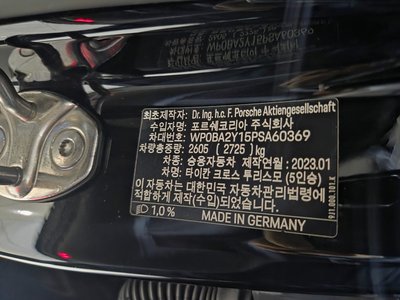 최초제작자: Dr. Ing. h.c. F. Porsche Aktiengesellschaft
수입자명: 포르쉐코리아 주식회사
차대번호: WP0BA2Y15PSA60369
차량총중량: 2605 ( 2725 ) kg
차종: 승용자동차 제작연월 : 2023.01
차명: 타이칸 크로스 투리스모 (5인승)
이 자동차는 대한민국 자동차관리법령에
적합하게 제작(수입)되었습니다.
1,0% MADE IN GERMANY